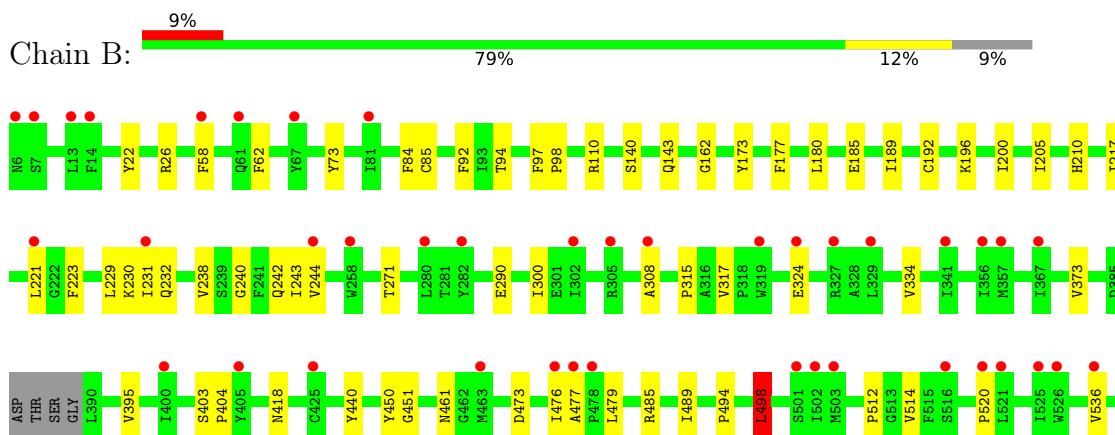 9%
Chain B:
79% 12% 9%
N6 S7 L13 F14 Y22 R26 F58 Q61 F62 Y67 Y73 I81 F84 C85 F92 I93 T94 F97 P98 R110 S140 Q143 G162 Y173 F177 L180 E185 I189 C192 K196 I200 I205 H210
L221 G222 F223 L229 K230 I231 Q232 V238 S239 G240 F241 Q242 I243 V244 W258 T271 L280 T281 Y282 E290 I300 E301 I302 R305 A308 P315 A316 V317 P318 W319 E324 R327 A328 L329 V334 I341 I356 M357 I367 V373
ASP THR SER GLY L390 V395 I400 S403 P404 Y405 N418 C425 Y440 Y450 G451 N461 G462 M463 D473 I476 A477 P478 L479 R485 I489 P494 L498 S501 I502 M503 P512 G513 V514 F515 S516 P520 L521 I525 W526 V536